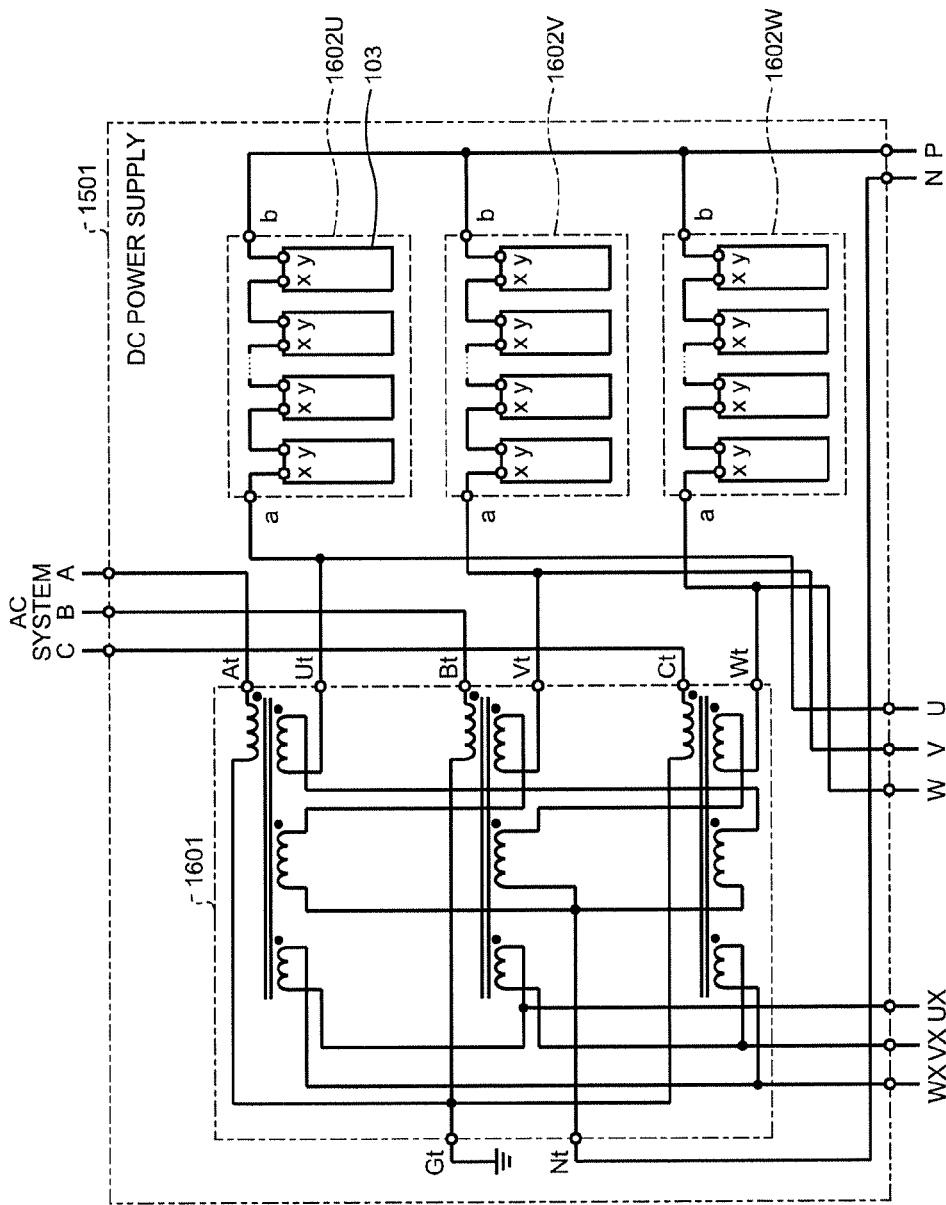 AC
SYSTEM
C B A
1501
DC POWER SUPPLY
1601
At
Ut
a
b
x y
x y
x y
x y
1602U
103
Gt
Bt
Vt
a
b
x y
x y
x y
x y
1602V
Nt
Ct
Wt
a
b
x y
x y
x y
x y
1602W
WX VX UX W V U N P